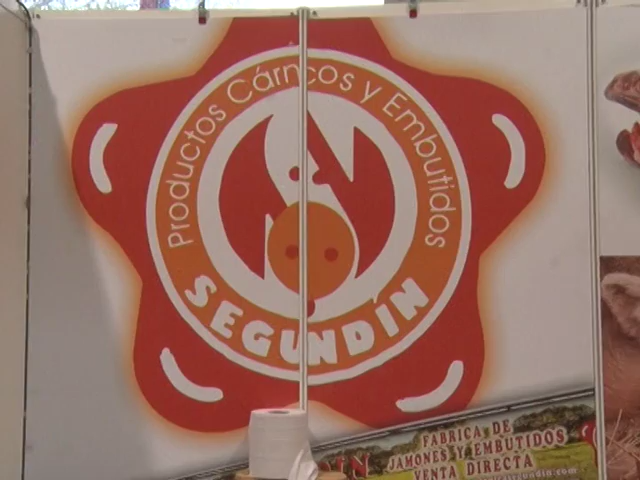 Productos Cárnicos y Embutidos
SEGUNDÍN
FABRICA DE
JAMONES Y EMBUTIDOS
VENTA DIRECTA